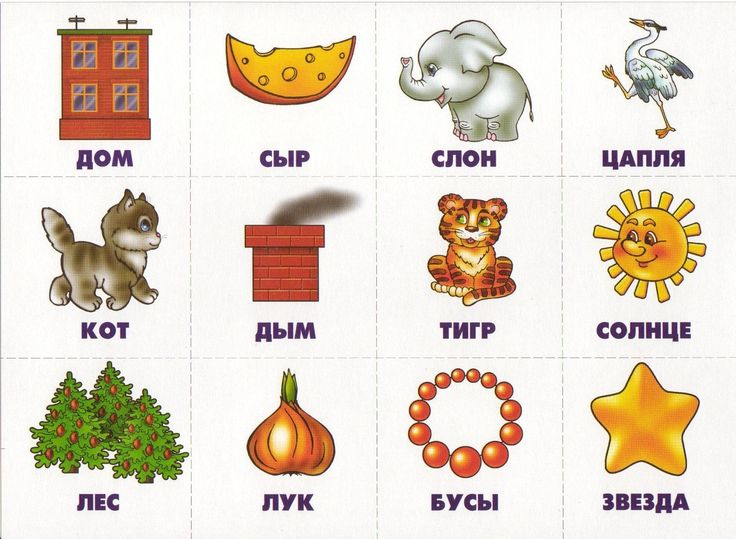 ДОМ СЫР СЛОН ЦАПЛЯ
КОТ ДЫМ ТИГР СОЛНЦЕ
ЛЕС ЛУК БУСЫ ЗВЕЗДА